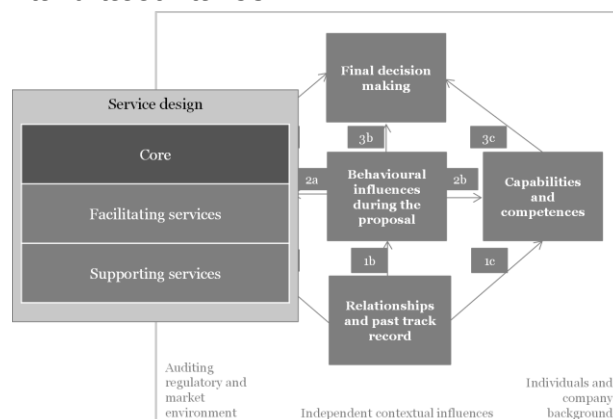 Final decision
making
Service design
3b
3c
Core
2a
Behavioural
influences
during the
proposal
2b
Capabilities
and
competences
Facilitating services
1b
1c
Supporting services
Relationships
and past track
record
Auditing
regulatory and
market
environment
Independent contextual influences
Individuals and
company
background